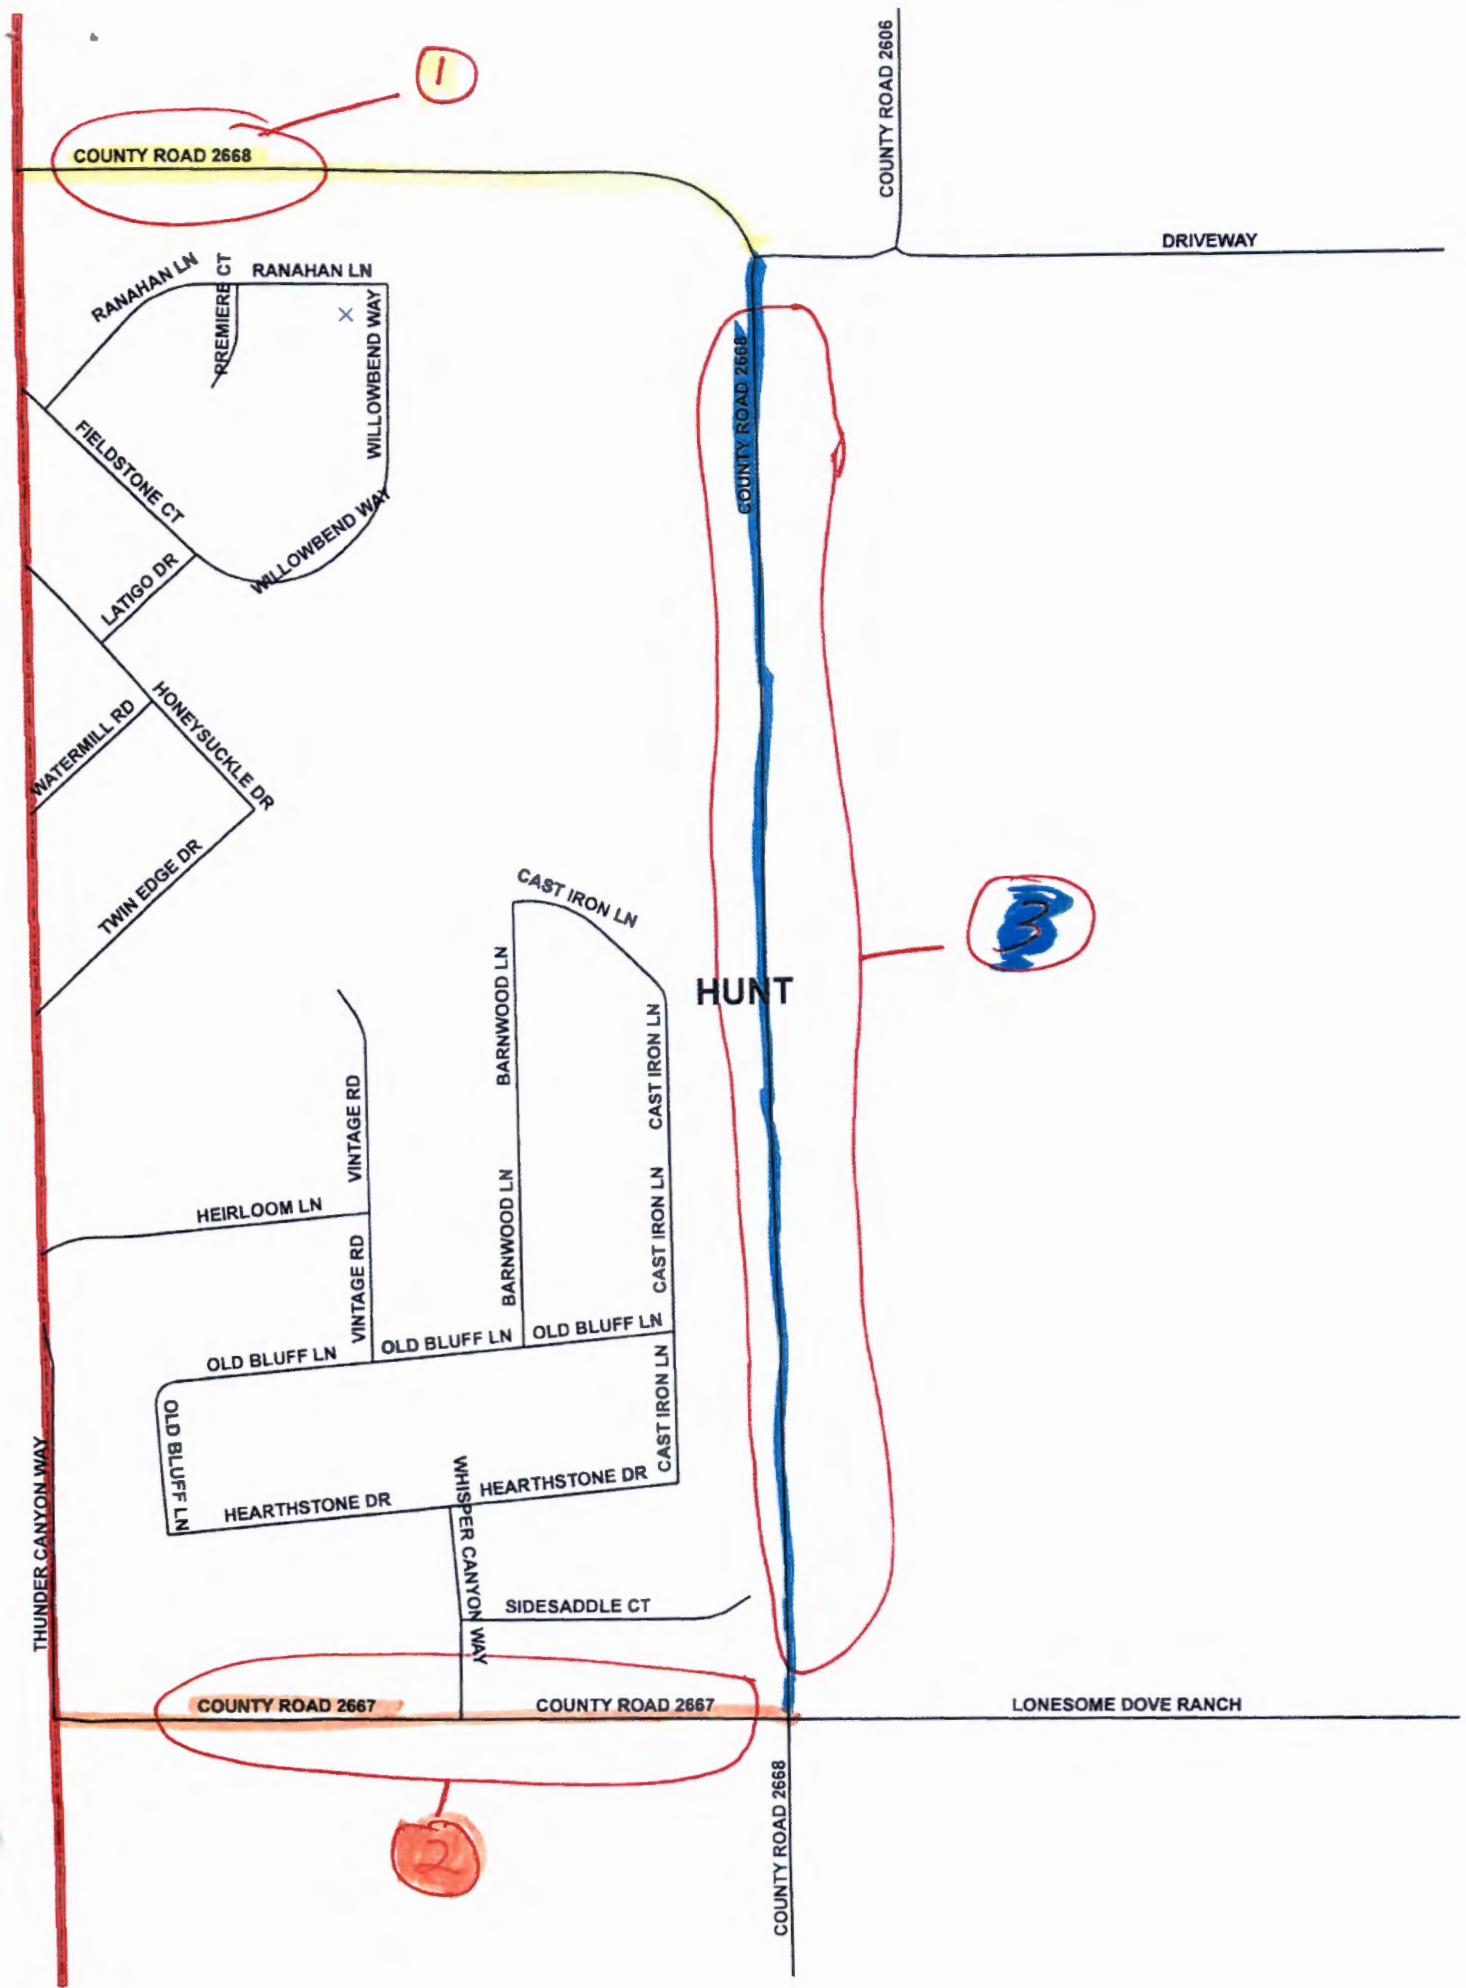 1
COUNTY ROAD 2606
COUNTY ROAD 2668
DRIVEWAY
RANAHAN LN
PREMIERE CT
RANAHAN LN
WILLOWBEND WAY
COUNTY ROAD 2668
FIELDSTONE CT
WILLOWBEND WAY
LATIGO DR
HONEYSUCKLE DR
WATERMILL RD
TWIN EDGE DR
CAST IRON LN
3
BARNWOOD LN
HUNT
CAST IRON LN
VINTAGE RD
BARNWOOD LN
CAST IRON LN
HEIRLOOM LN
VINTAGE RD
OLD BLUFF LN
OLD BLUFF LN
OLD BLUFF LN
CAST IRON LN
OLD BLUFF LN
THUNDER CANYON WAY
WHISPER CANYON WAY
HEARTHSTONE DR
HEARTHSTONE DR
SIDESADDLE CT
COUNTY ROAD 2667
COUNTY ROAD 2667
LONESOME DOVE RANCH
COUNTY ROAD 2668
2